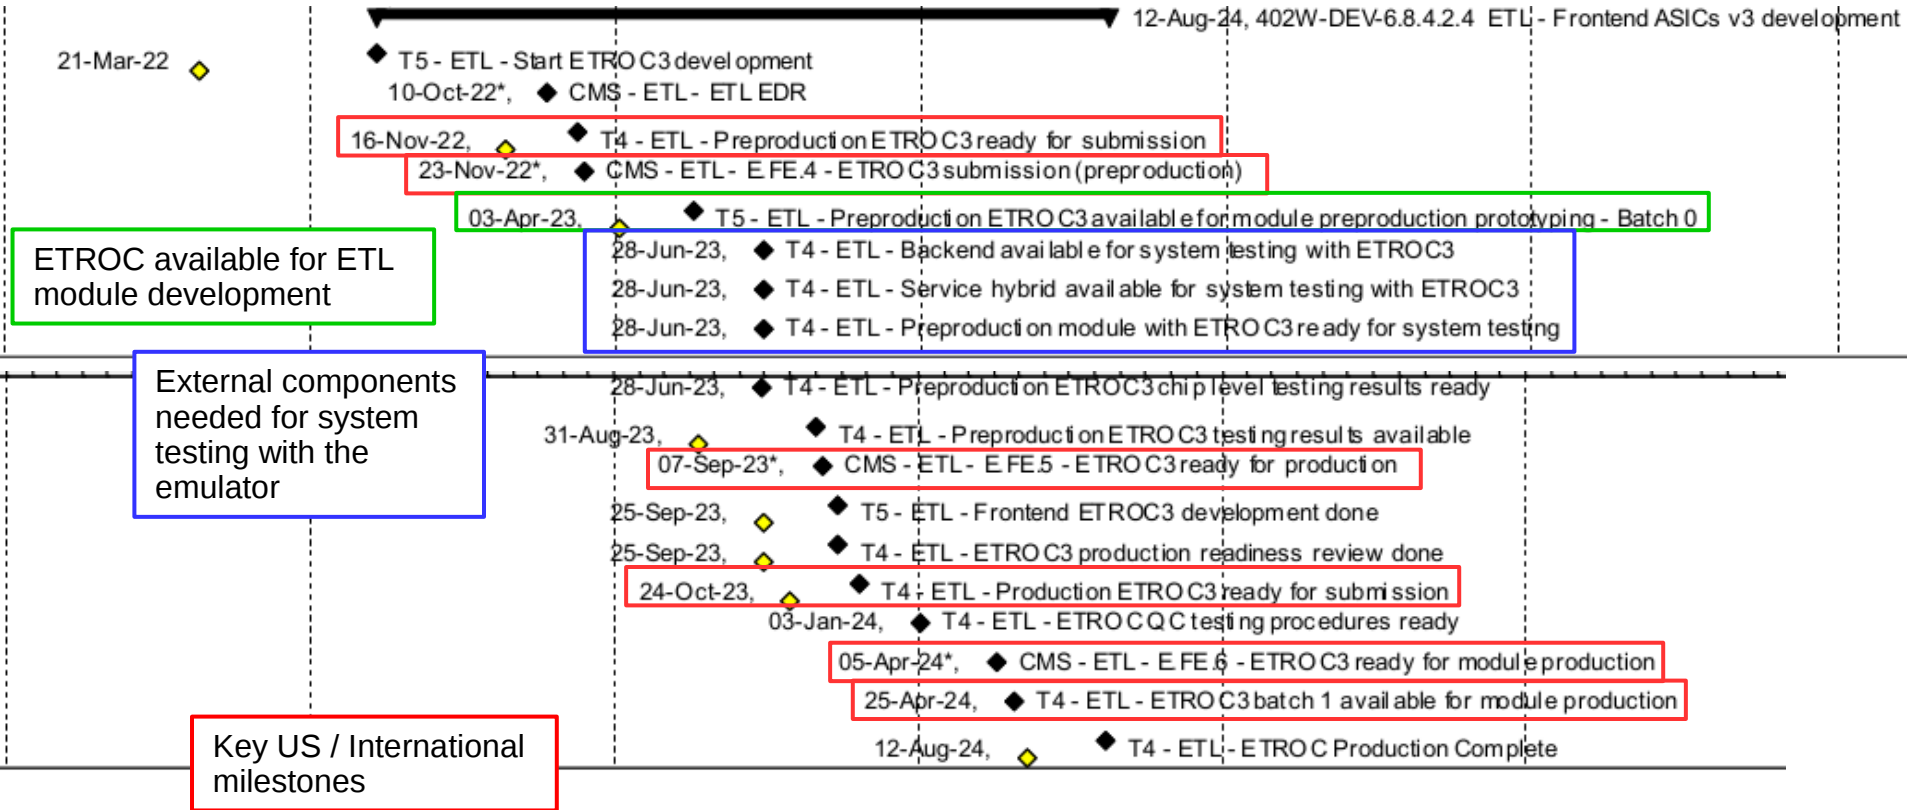 12-Aug-24, 402W-DEV-6.8.4.2.4 ETL - Frontend ASICs v3 development
21-Mar-22 T5 - ETL - Start ETROC3 development
10-Oct-22*, CMS - ETL - ETL EDR
16-Nov-22, T4 - ETL - Preproduction ETROC3 ready for submission
23-Nov-22*, CMS - ETL - E.FE.4 - ETROC3 submission (preproduction)
03-Apr-23, T5 - ETL - Preproduction ETROC3 available for module preproduction prototyping - Batch 0
ETROC available for ETL
module development
28-Jun-23, T4 - ETL - Backend available for system testing with ETROC3
28-Jun-23, T4 - ETL - Service hybrid available for system testing with ETROC3
28-Jun-23, T4 - ETL - Preproduction module with ETROC3 ready for system testing
External components
needed for system
testing with the
emulator
28-Jun-23, T4 - ETL - Preproduction ETROC3 chip level testing results ready
31-Aug-23, T4 - ETL - Preproduction ETROC3 testing results available
07-Sep-23*, CMS - ETL - E.FE.5 - ETROC3 ready for production
25-Sep-23, T5 - ETL - Frontend ETROC3 development done
25-Sep-23, T4 - ETL - ETROC3 production readiness review done
24-Oct-23, T4 - ETL - Production ETROC3 ready for submission
03-Jan-24, T4 - ETL - ETROC QC testing procedures ready
05-Apr-24*, CMS - ETL - E.FE.6 - ETROC3 ready for module production
25-Apr-24, T4 - ETL - ETROC3 batch 1 available for module production
12-Aug-24, T4 - ETL - ETROC Production Complete
Key US / International
milestones